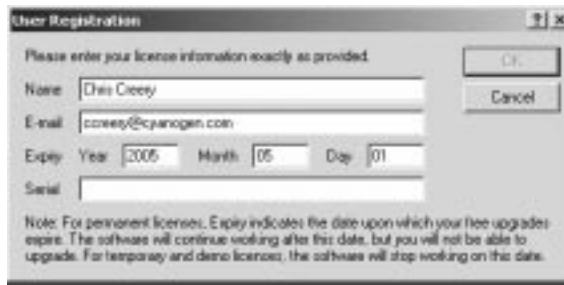 User Registration
Please enter your license information exactly as provided.
OK
Name Chris Creery
Cancel
E-mail ccreery@cyanogen.com
Expiry Year 2005 Month 05 Day 01
Serial
Note: For permanent licenses, Expiry indicates the date upon which your free upgrades
expire. The software will continue working after this date, but you will not be able to
upgrade. For temporary and demo licenses, the software will stop working on this date.